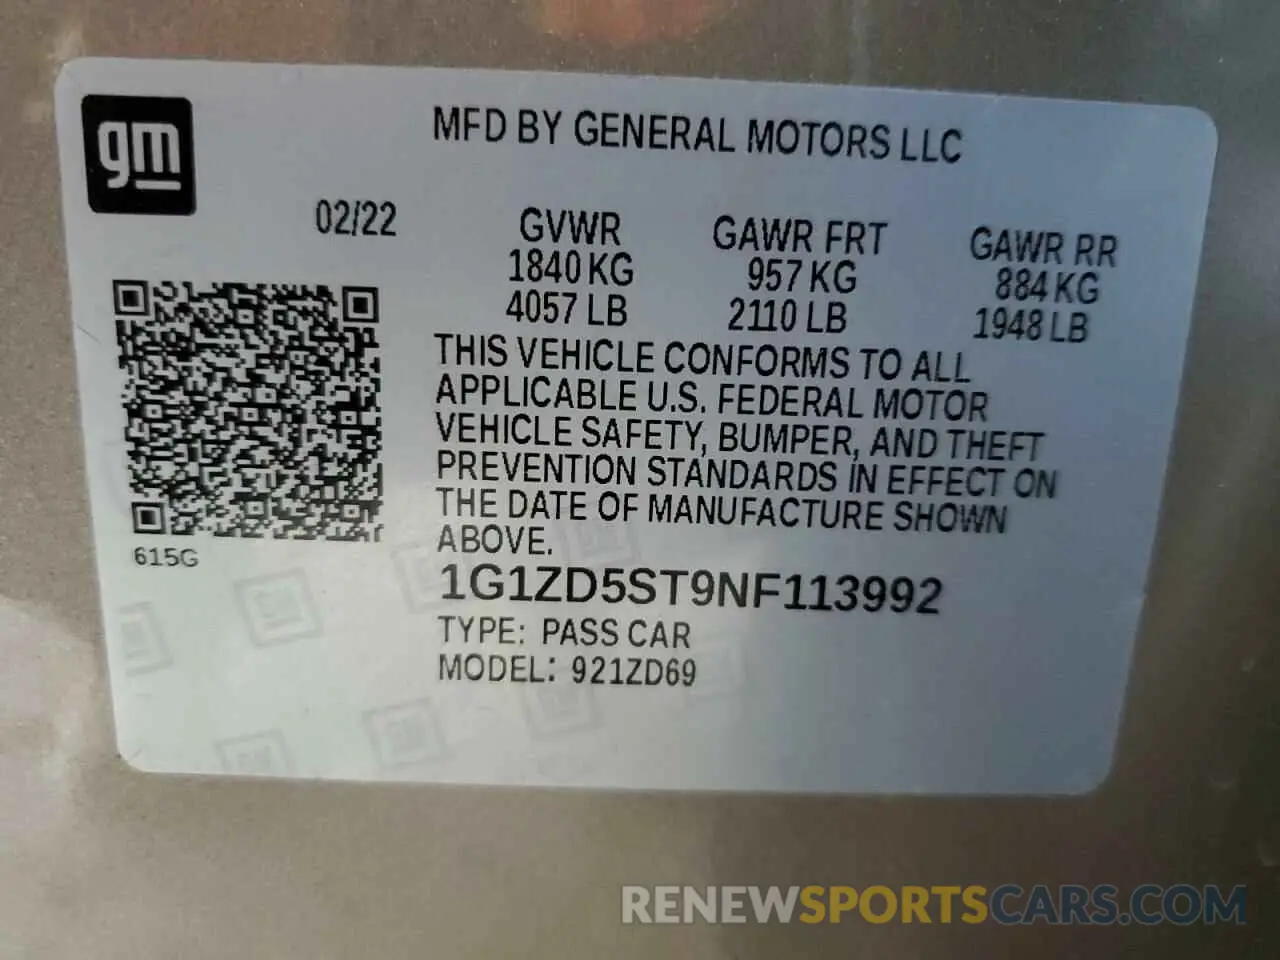 gm
MFD BY GENERAL MOTORS LLC
02/22
GVWR
1840 KG
4057 LB
GAWR FRT
957 KG
2110 LB
GAWR RR
884 KG
1948 LB
THIS VEHICLE CONFORMS TO ALL
APPLICABLE U.S. FEDERAL MOTOR
VEHICLE SAFETY, BUMPER, AND THEFT
PREVENTION STANDARDS IN EFFECT ON
THE DATE OF MANUFACTURE SHOWN
ABOVE.
615G
1G1ZD5ST9NF113992
TYPE: PASS CAR
MODEL: 921ZD69
RENEWSPORTSCARS.COM